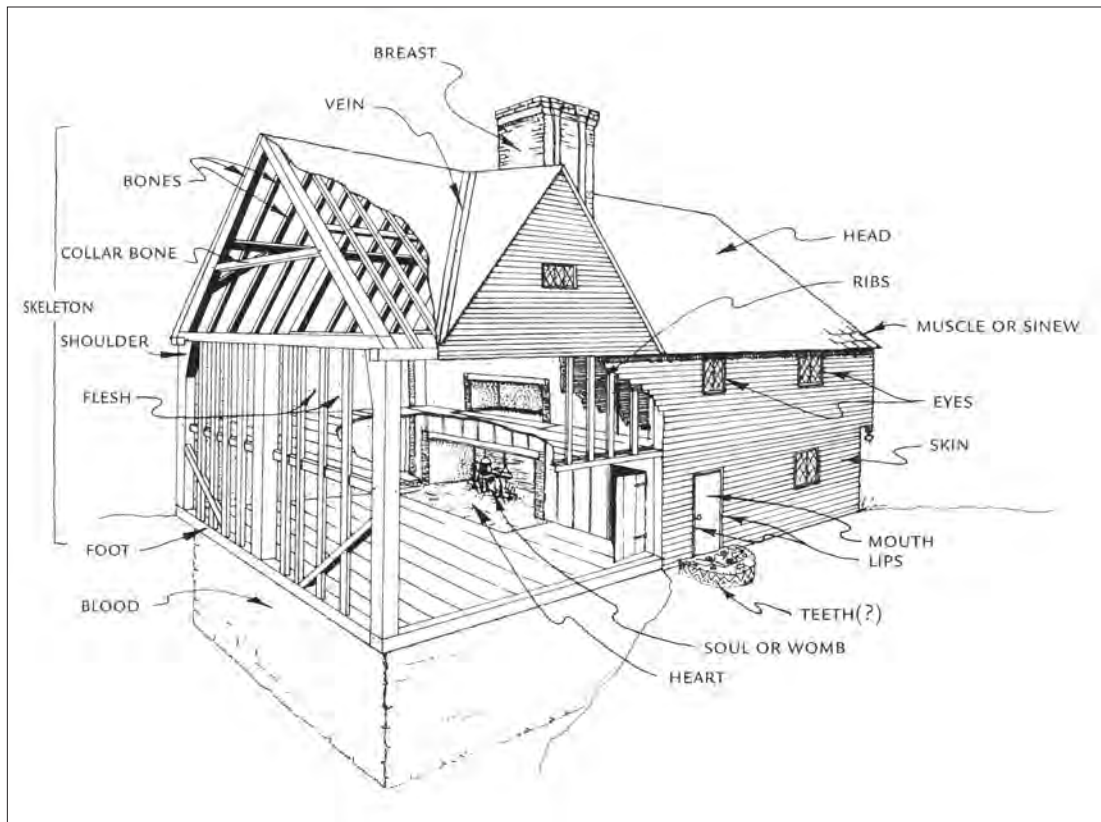 BREAST
VEIN
BONES
COLLAR BONE
SKELETON
SHOULDER
FLESH
FOOT
BLOOD
HEAD
RIBS
MUSCLE OR SINEW
EYES
SKIN
MOUTH
LIPS
TEETH(?)
SOUL OR WOMB
HEART